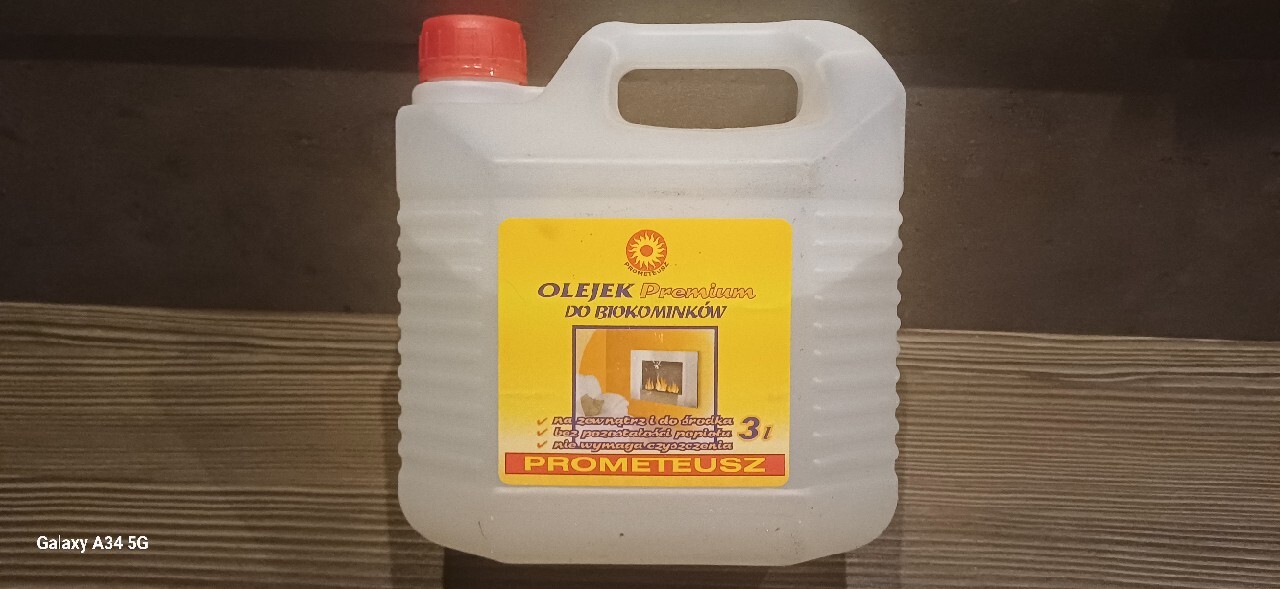 PROMETEUSZ
OLEJEK Premium
DO BIOKOMINKÓW
na zewnątrz i do środka
bez pozostałości popiołu
nie wymaga czyszczenia
3 l
PROMETEUSZ
Galaxy A34 5G